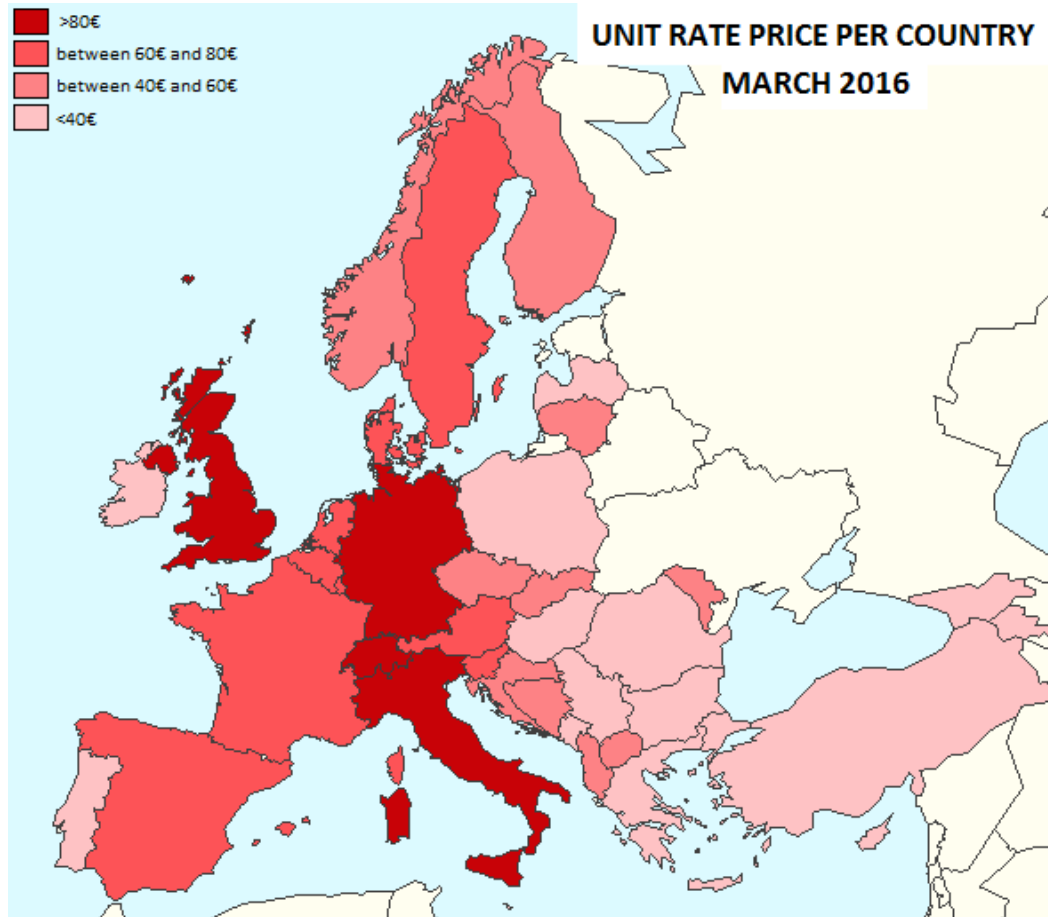 UNIT RATE PRICE PER COUNTRY
MARCH 2016
>80€
between 60€ and 80€
between 40€ and 60€
<40€